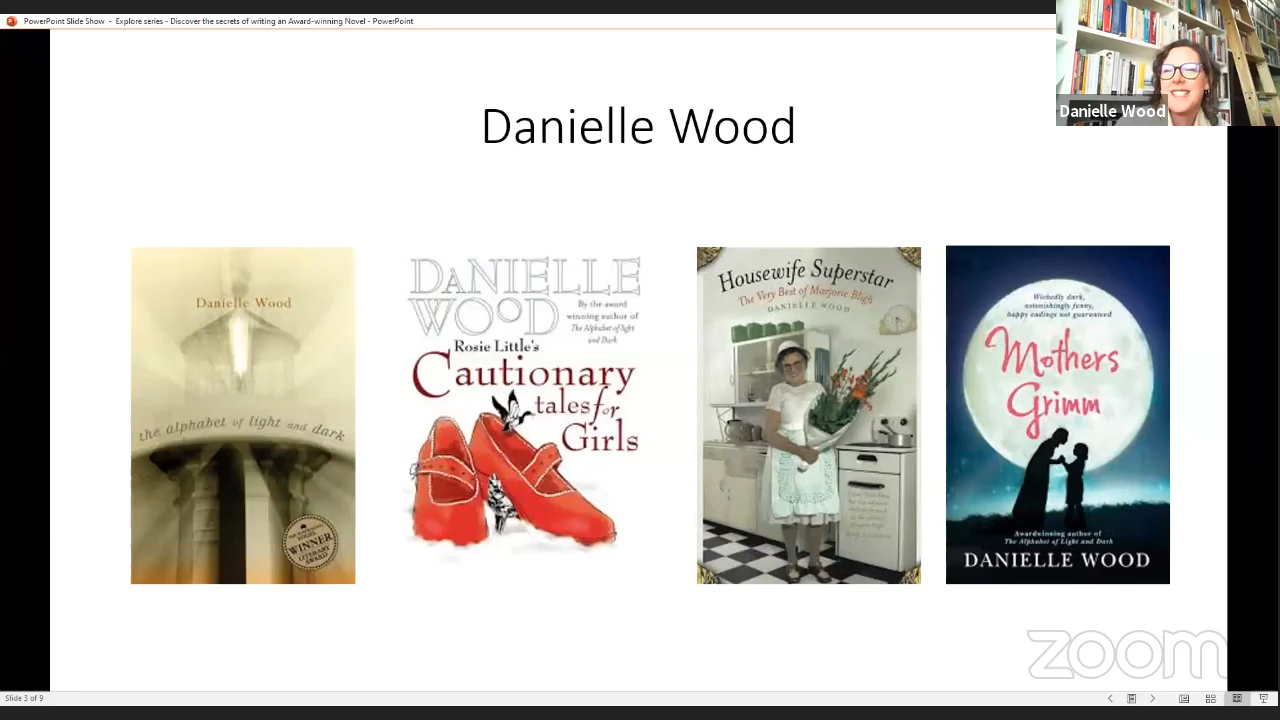 PowerPoint Slide Show - Explore series - Discover the secrets of writing an Award-winning Novel - PowerPoint
Danielle Wood
Danielle Wood
Danielle Wood
the alphabet of light and dark
WINNER
LITERARY
AWARD
DANIELLE
WOOD
By the award
winning author of
The Alphabet of light
and Dark
Rosie Little's
Cautionary
tales for
Girls
Housewife Superstar
The Very Best of Marjorie Bligh
DANIELLE WOOD
Wickedly dark,
astonishingly funny,
happy endings not guaranteed
Mothers
Grimm
Awardwinning author of
The Alphabet of Light and Dark
DANIELLE WOOD
zoom
Slide 3 of 9